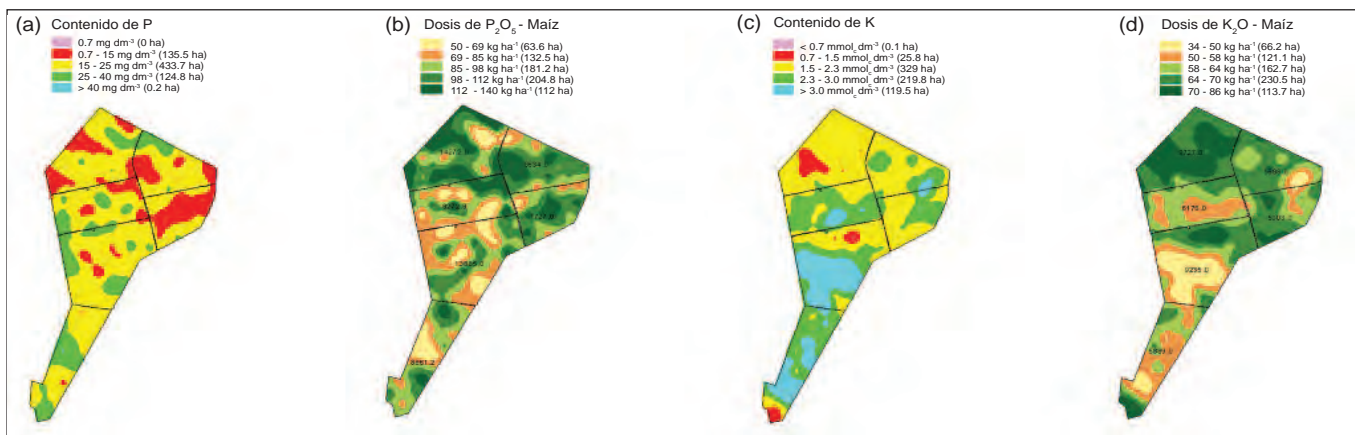 (a) Contenido de P
0.7 mg dm⁻³ (0 ha)
0.7 - 15 mg dm⁻³ (135.5 ha)
15 - 25 mg dm⁻³ (433.7 ha)
25 - 40 mg dm⁻³ (124.8 ha)
> 40 mg dm⁻³ (0.2 ha)
(b) Dosis de P₂O₅ - Maíz
50 - 69 kg ha⁻¹ (63.6 ha)
69 - 85 kg ha⁻¹ (132.5 ha)
85 - 98 kg ha⁻¹ (181.2 ha)
98 - 112 kg ha⁻¹ (204.8 ha)
112 - 140 kg ha⁻¹ (112 ha)
(c) Contenido de K
< 0.7 mmol꜀ dm⁻³ (0.1 ha)
0.7 - 1.5 mmol꜀ dm⁻³ (25.8 ha)
1.5 - 2.3 mmol꜀ dm⁻³ (329 ha)
2.3 - 3.0 mmol꜀ dm⁻³ (219.8 ha)
> 3.0 mmol꜀ dm⁻³ (119.5 ha)
(d) Dosis de K₂O - Maíz
34 - 50 kg ha⁻¹ (66.2 ha)
50 - 58 kg ha⁻¹ (121.1 ha)
58 - 64 kg ha⁻¹ (162.7 ha)
64 - 70 kg ha⁻¹ (230.5 ha)
70 - 86 kg ha⁻¹ (113.7 ha)